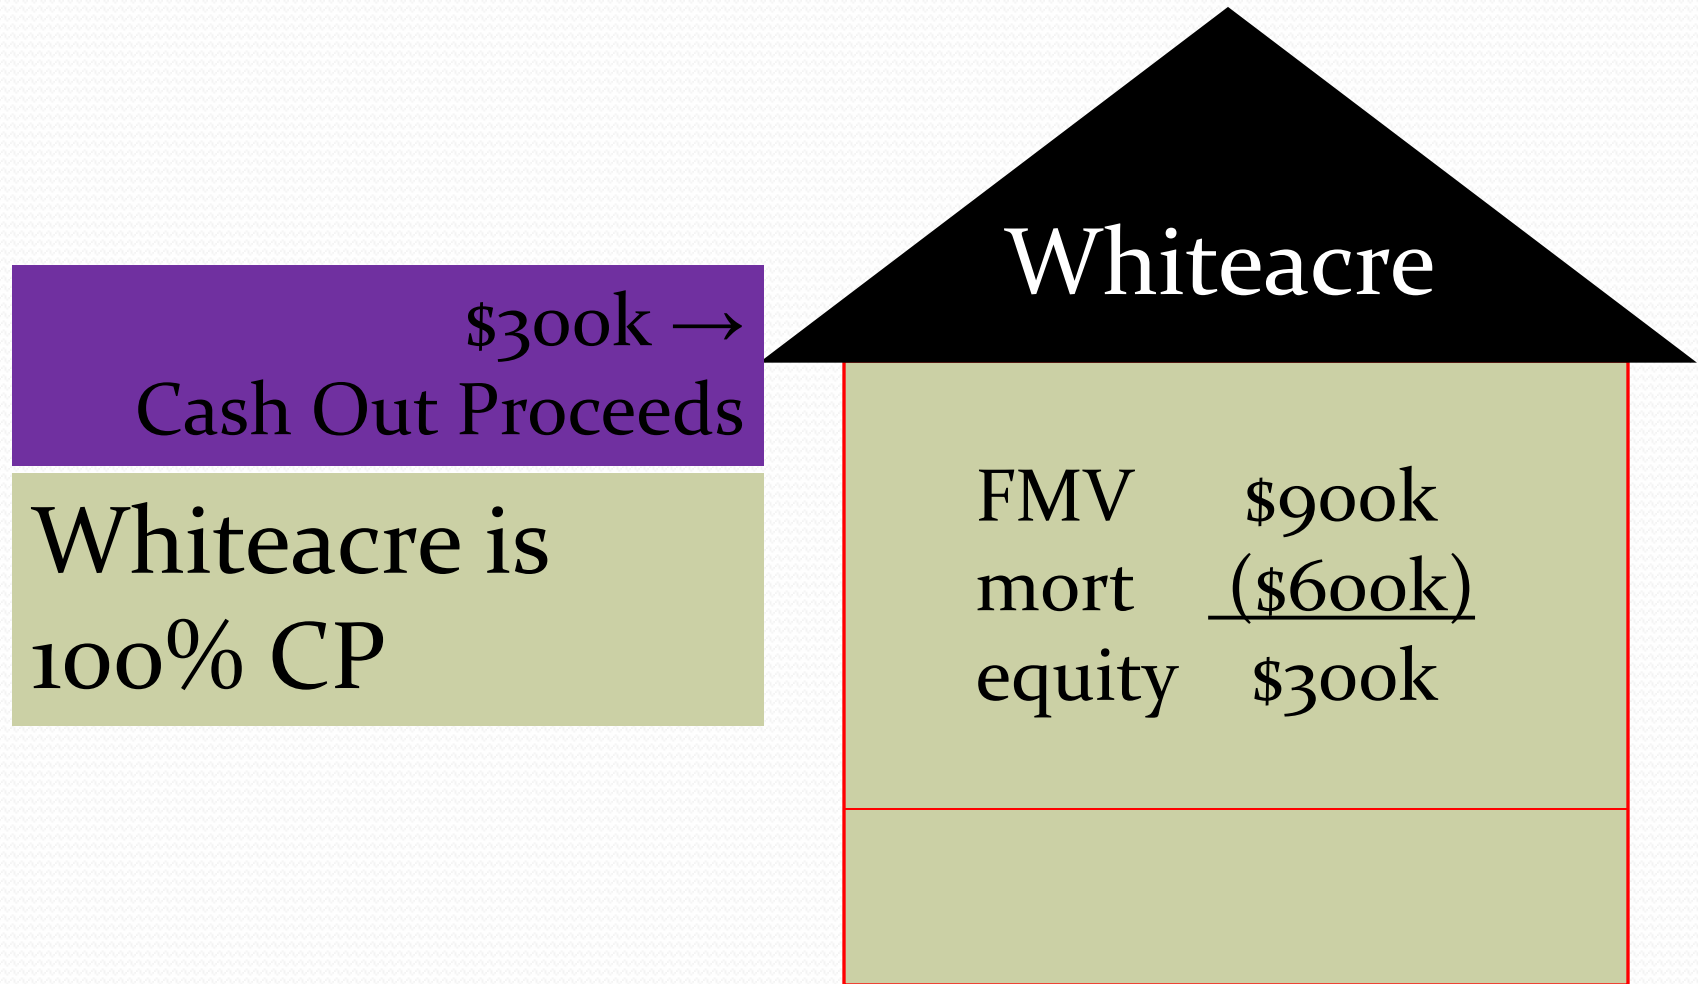 Whiteacre
$300k →
Cash Out Proceeds
Whiteacre is
100% CP
FMV $900k
mort ($600k)
equity $300k